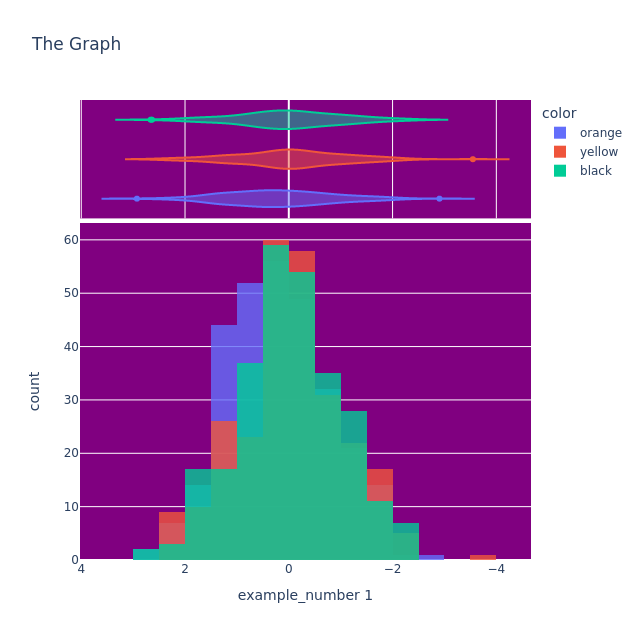 The Graph
color
orange
yellow
black
60
50
40
30
20
10
0
4 2 0 −2 −4
count
example_number 1